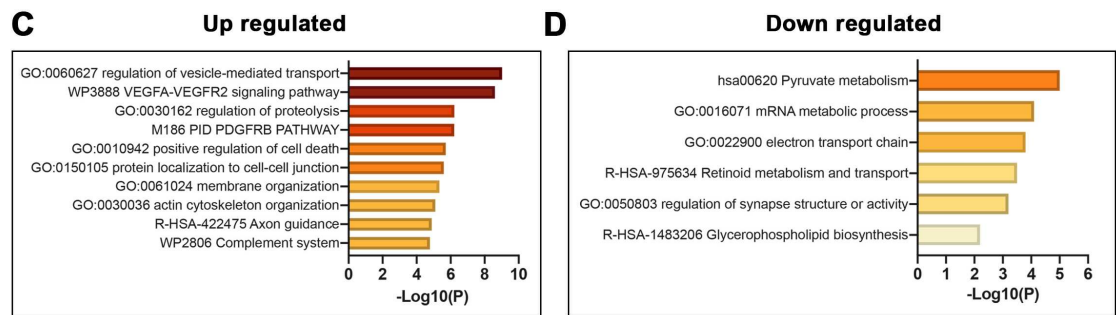 C
Up regulated
GO:0060627 regulation of vesicle-mediated transport
WP3888 VEGFA-VEGFR2 signaling pathway
GO:0030162 regulation of proteolysis
M186 PID PDGFRB PATHWAY
GO:0010942 positive regulation of cell death
GO:0150105 protein localization to cell-cell junction
GO:0061024 membrane organization
GO:0030036 actin cytoskeleton organization
R-HSA-422475 Axon guidance
WP2806 Complement system
0 2 4 6 8 10
-Log10(P)
D
Down regulated
hsa00620 Pyruvate metabolism
GO:0016071 mRNA metabolic process
GO:0022900 electron transport chain
R-HSA-975634 Retinoid metabolism and transport
GO:0050803 regulation of synapse structure or activity
R-HSA-1483206 Glycerophospholipid biosynthesis
0 1 2 3 4 5 6
-Log10(P)